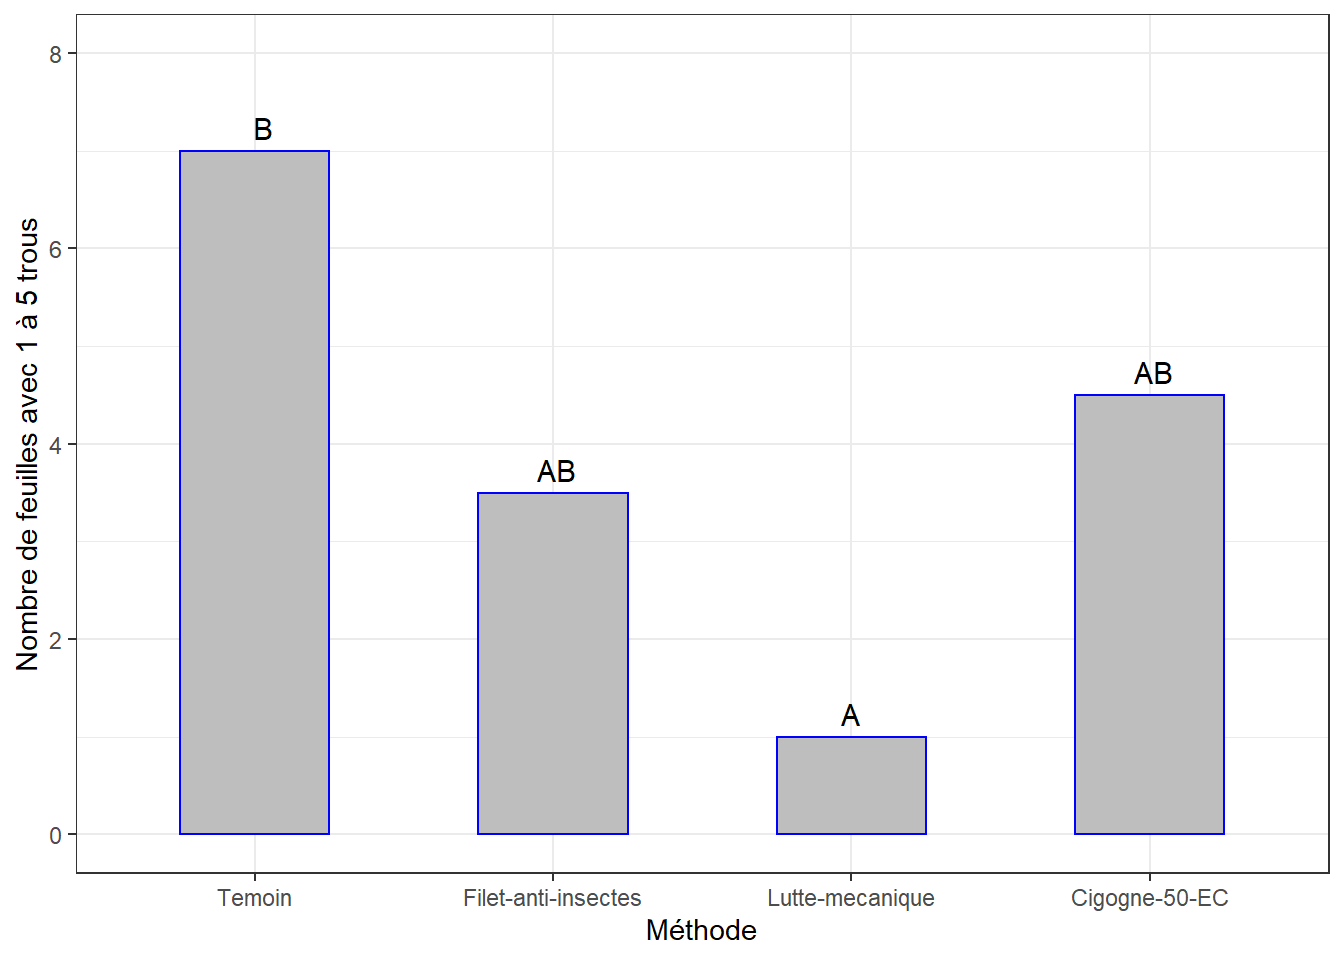 Nombre de feuilles avec 1 à 5 trous
8
6
4
2
0
B
AB
A
AB
Temoin
Filet-anti-insectes
Lutte-mecanique
Cigogne-50-EC
Méthode